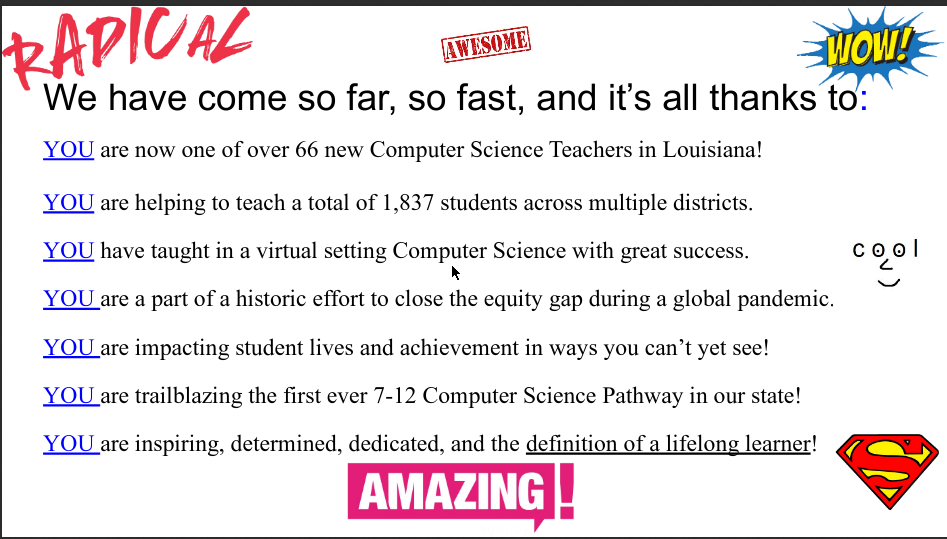 RADICAL
AWESOME
WOW!
We have come so far, so fast, and it’s all thanks to:
YOU are now one of over 66 new Computer Science Teachers in Louisiana!
YOU are helping to teach a total of 1,837 students across multiple districts.
YOU have taught in a virtual setting Computer Science with great success.
cool
YOU are a part of a historic effort to close the equity gap during a global pandemic.
YOU are impacting student lives and achievement in ways you can’t yet see!
YOU are trailblazing the first ever 7-12 Computer Science Pathway in our state!
YOU are inspiring, determined, dedicated, and the definition of a lifelong learner!
S
AMAZING!